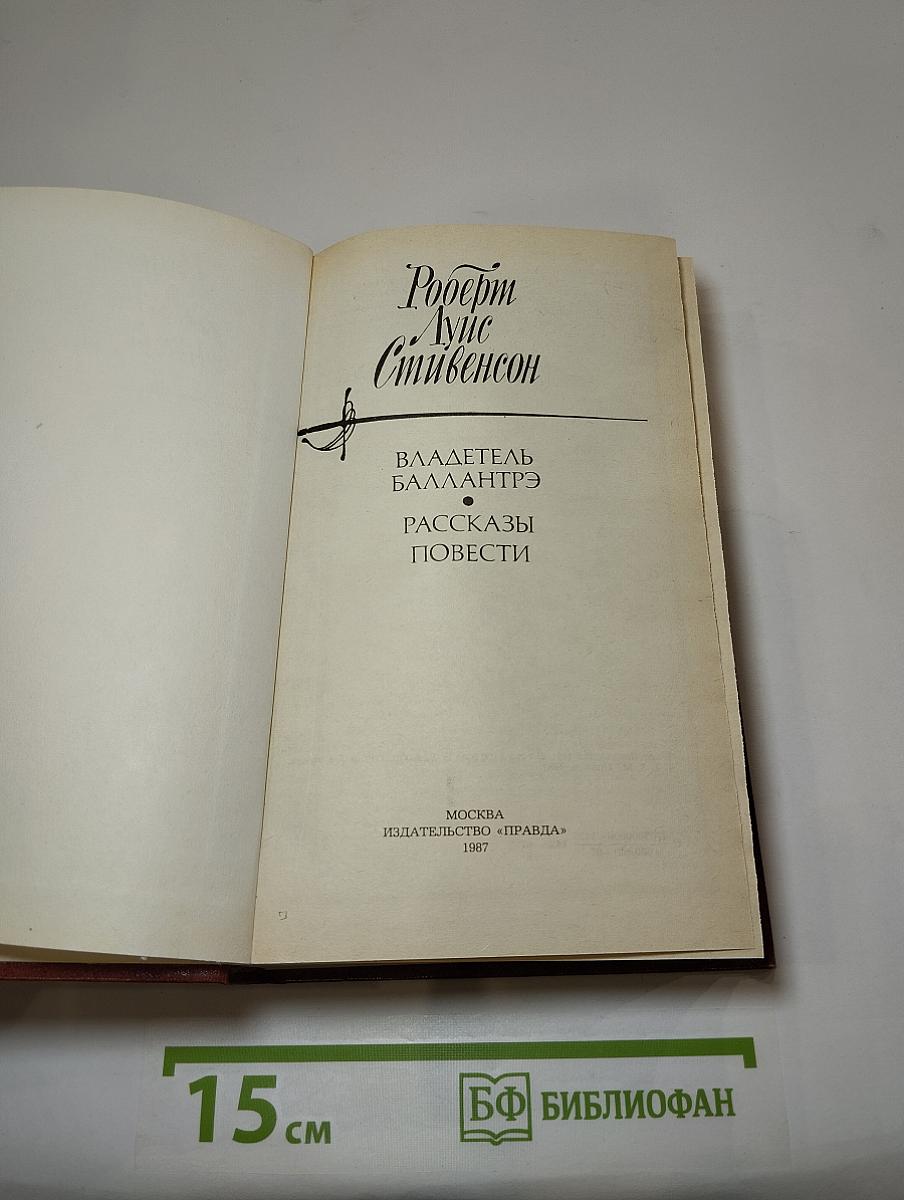 Роберт
Луис
Стивенсон
ВЛАДЕТЕЛЬ
БАЛЛАНТРЭ
•
РАССКАЗЫ
ПОВЕСТИ
МОСКВА
ИЗДАТЕЛЬСТВО «ПРАВДА»
1987
15 см
БФ БИБЛИОФАН